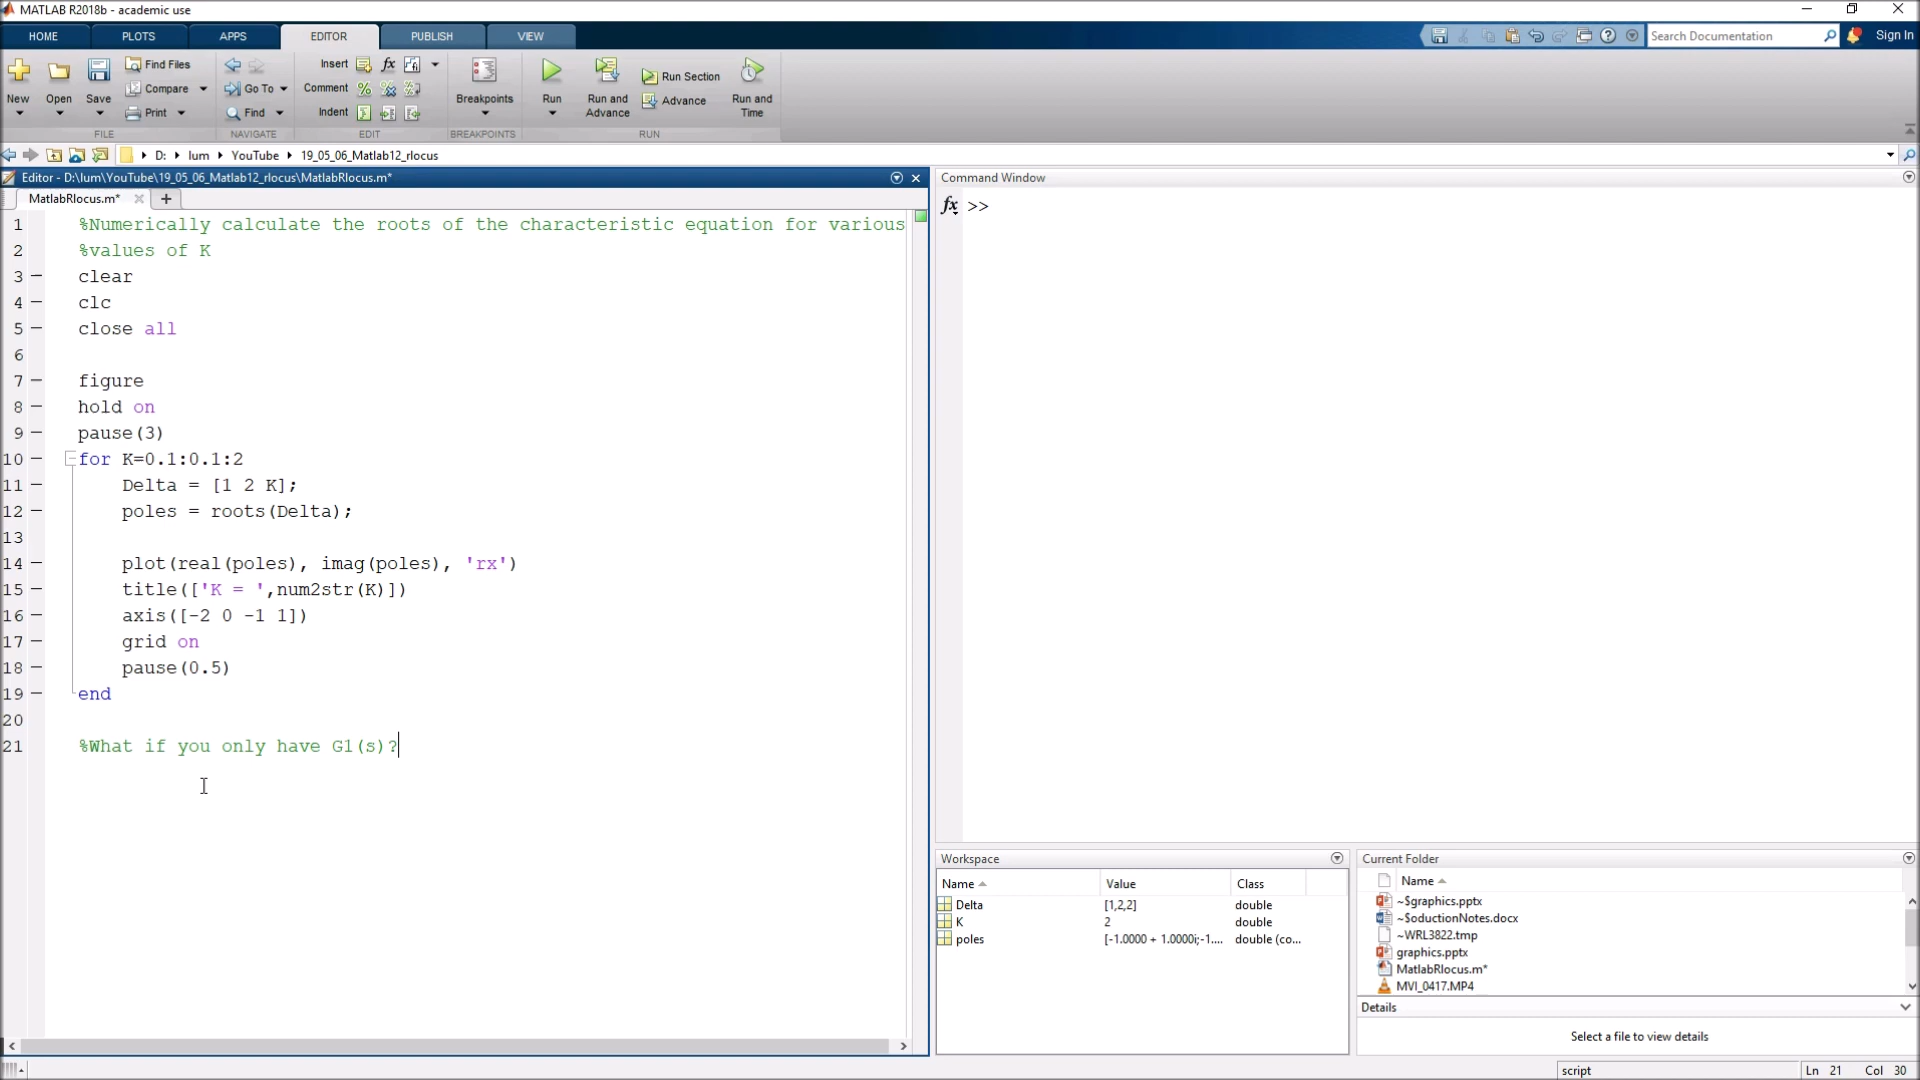 MATLAB R2018b - academic use
HOME PLOTS APPS EDITOR PUBLISH VIEW
Search Documentation
Sign In
New Open Save
Find Files
Compare
Print
FILE
Go To
Find
NAVIGATE
Insert
Comment
Indent
EDIT
Breakpoints
BREAKPOINTS
Run
Run and Advance
Run Section
Advance
Run and Time
RUN
D: lum YouTube 19_05_06_Matlab12_rlocus
Editor - D:\lum\YouTube\19_05_06_Matlab12_rlocus\MatlabRlocus.m*
MatlabRlocus.m*
1 %Numerically calculate the roots of the characteristic equation for various
2 %values of K
3 clear
4 clc
5 close all
6
7 figure
8 hold on
9 pause(3)
10 for K=0.1:0.1:2
11 Delta = [1 2 K];
12 poles = roots(Delta);
13
14 plot(real(poles), imag(poles), 'rx')
15 title(['K = ',num2str(K)])
16 axis([-2 0 -1 1])
17 grid on
18 pause(0.5)
19 end
20
21 %What if you only have G1(s)?
Command Window
fx >>
Workspace
Name Value Class
Delta [1,2,2] double
K 2 double
poles [-1.0000 + 1.0000i;-1.... double (co...
Current Folder
Name
~$graphics.pptx
~$oductionNotes.docx
~WRL3822.tmp
graphics.pptx
MatlabRlocus.m*
MVI_0417.MP4
Details
Select a file to view details
script Ln 21 Col 30